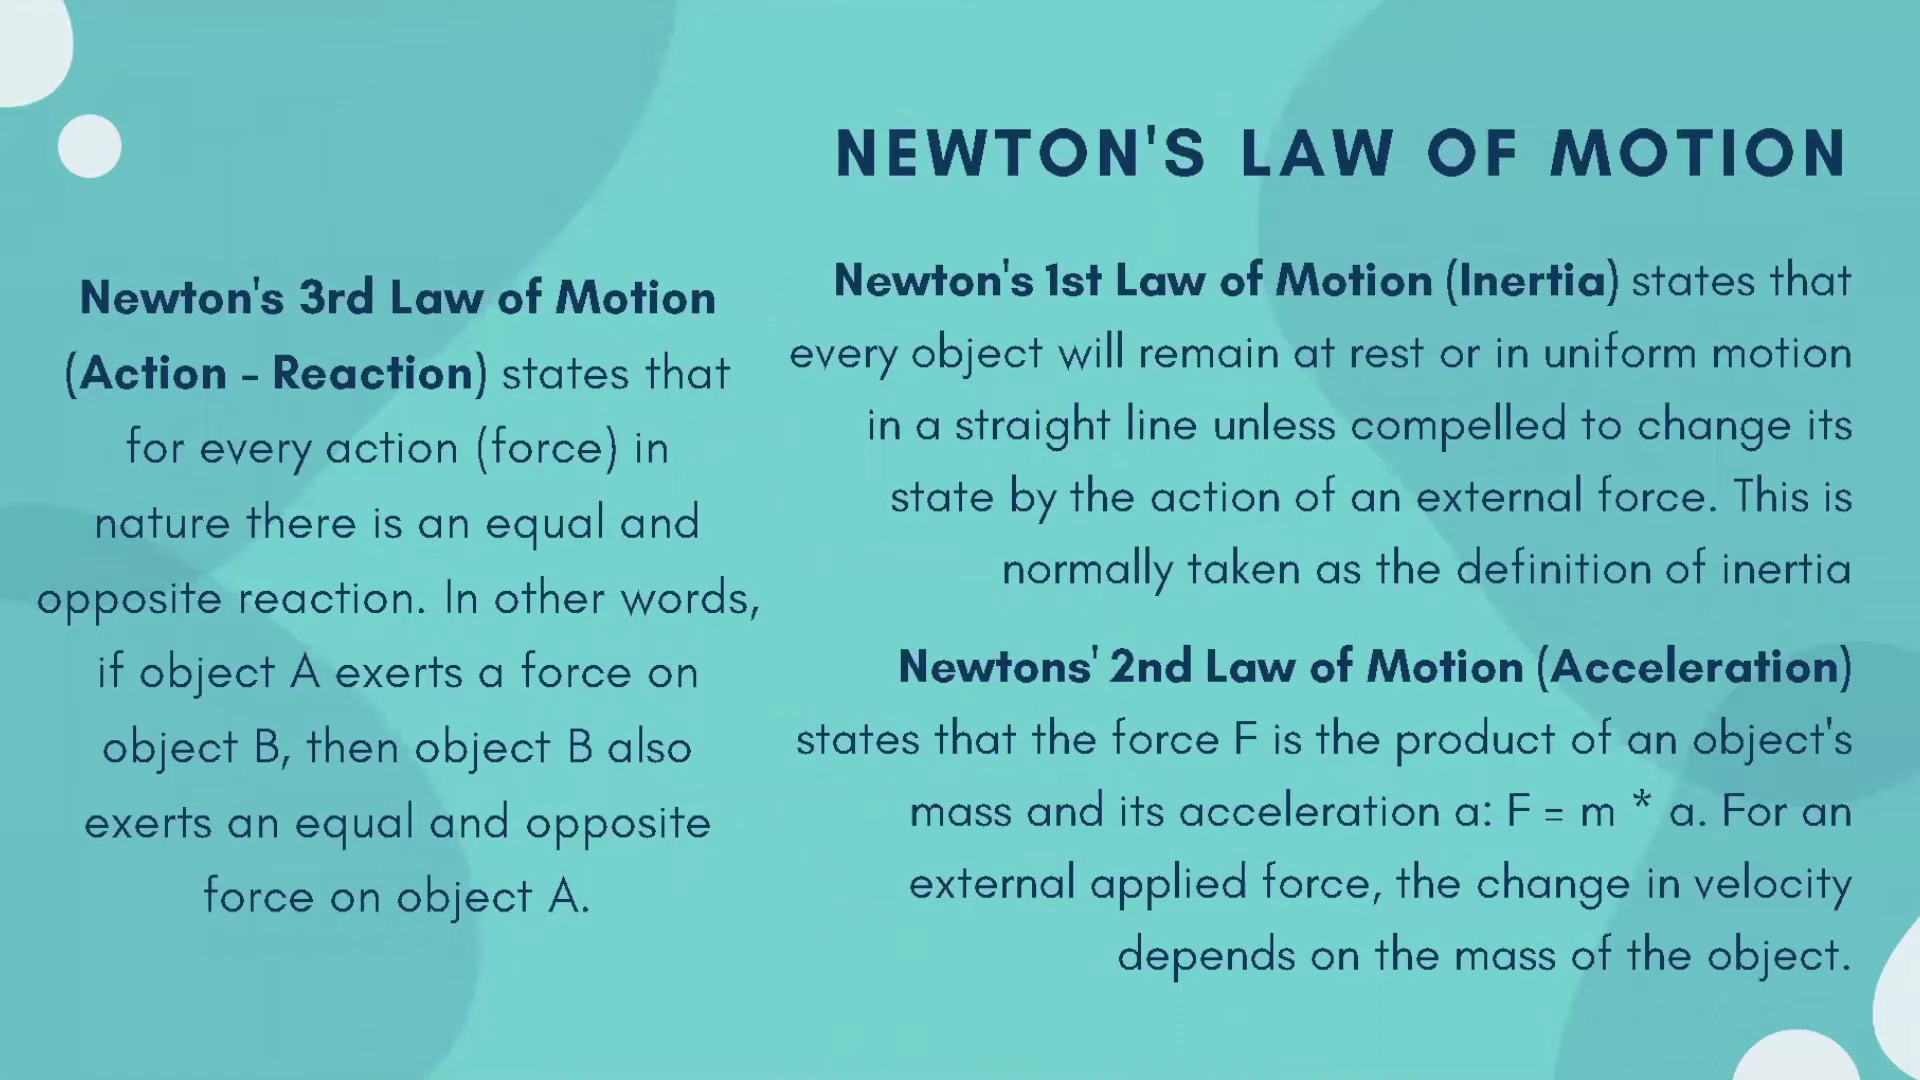 NEWTON'S LAW OF MOTION
Newton's 3rd Law of Motion
(Action - Reaction) states that
for every action (force) in
nature there is an equal and
opposite reaction. In other words,
if object A exerts a force on
object B, then object B also
exerts an equal and opposite
force on object A.
Newton's 1st Law of Motion (Inertia) states that
every object will remain at rest or in uniform motion
in a straight line unless compelled to change its
state by the action of an external force. This is
normally taken as the definition of inertia
Newtons' 2nd Law of Motion (Acceleration)
states that the force F is the product of an object's
mass and its acceleration a: F = m * a. For an
external applied force, the change in velocity
depends on the mass of the object.